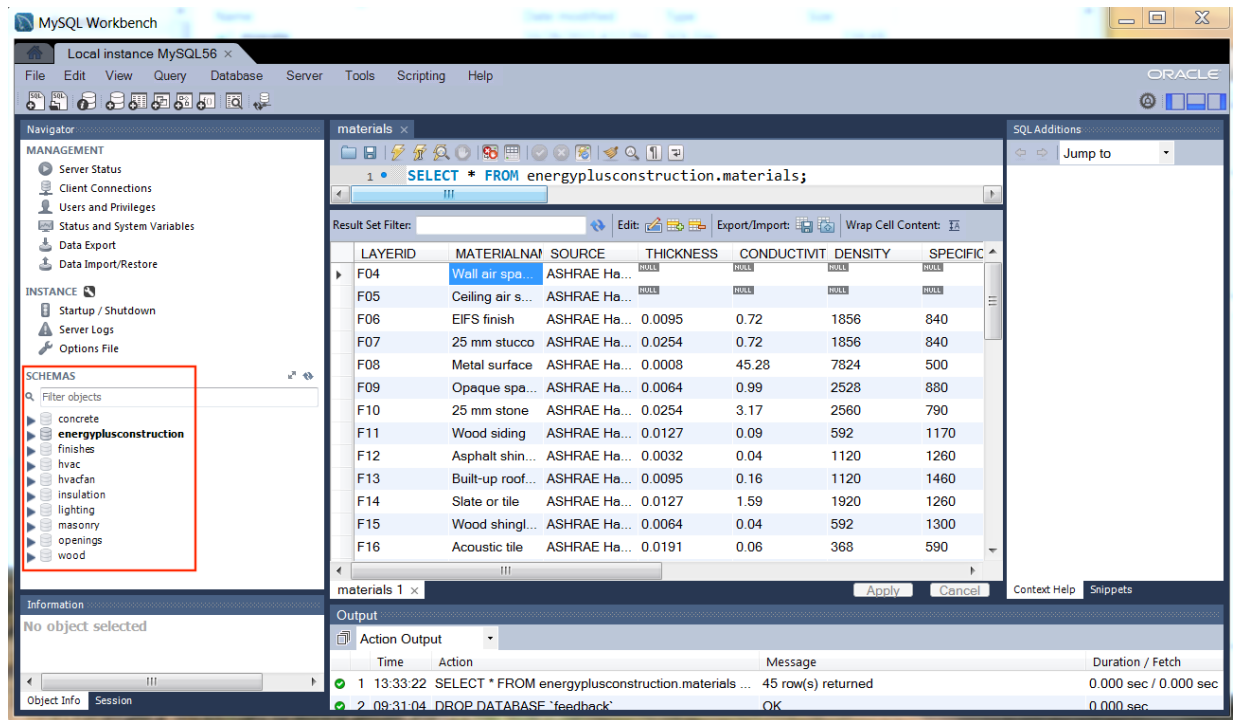 MySQL Workbench
Local instance MySQL56 ×
File Edit View Query Database Server Tools Scripting Help
ORACLE
Navigator
MANAGEMENT
Server Status
Client Connections
Users and Privileges
Status and System Variables
Data Export
Data Import/Restore
INSTANCE
Startup / Shutdown
Server Logs
Options File
SCHEMAS
Filter objects
concrete
energyplusconstruction
finishes
hvac
hvacfan
insulation
lighting
masonry
openings
wood
Information
No object selected
Object Info Session
materials ×
1 SELECT * FROM energyplusconstruction.materials;
Result Set Filter: Edit: Export/Import: Wrap Cell Content:
LAYERID MATERIALNAM SOURCE THICKNESS CONDUCTIVIT DENSITY SPECIFIC
F04 Wall air spa... ASHRAE Ha... NULL NULL NULL NULL
F05 Ceiling air s... ASHRAE Ha... NULL NULL NULL NULL
F06 EIFS finish ASHRAE Ha... 0.0095 0.72 1856 840
F07 25 mm stucco ASHRAE Ha... 0.0254 0.72 1856 840
F08 Metal surface ASHRAE Ha... 0.0008 45.28 7824 500
F09 Opaque spa... ASHRAE Ha... 0.0064 0.99 2528 880
F10 25 mm stone ASHRAE Ha... 0.0254 3.17 2560 790
F11 Wood siding ASHRAE Ha... 0.0127 0.09 592 1170
F12 Asphalt shin... ASHRAE Ha... 0.0032 0.04 1120 1260
F13 Built-up roof... ASHRAE Ha... 0.0095 0.16 1120 1460
F14 Slate or tile ASHRAE Ha... 0.0127 1.59 1920 1260
F15 Wood shingl... ASHRAE Ha... 0.0064 0.04 592 1300
F16 Acoustic tile ASHRAE Ha... 0.0191 0.06 368 590
materials 1 ×
Apply Cancel
Output
Action Output
Time Action Message Duration / Fetch
1 13:33:22 SELECT * FROM energyplusconstruction.materials ... 45 row(s) returned 0.000 sec / 0.000 sec
2 09:31:04 DROP DATABASE `feedback` OK 0.000 sec
SQL Additions
Jump to
Context Help Snippets